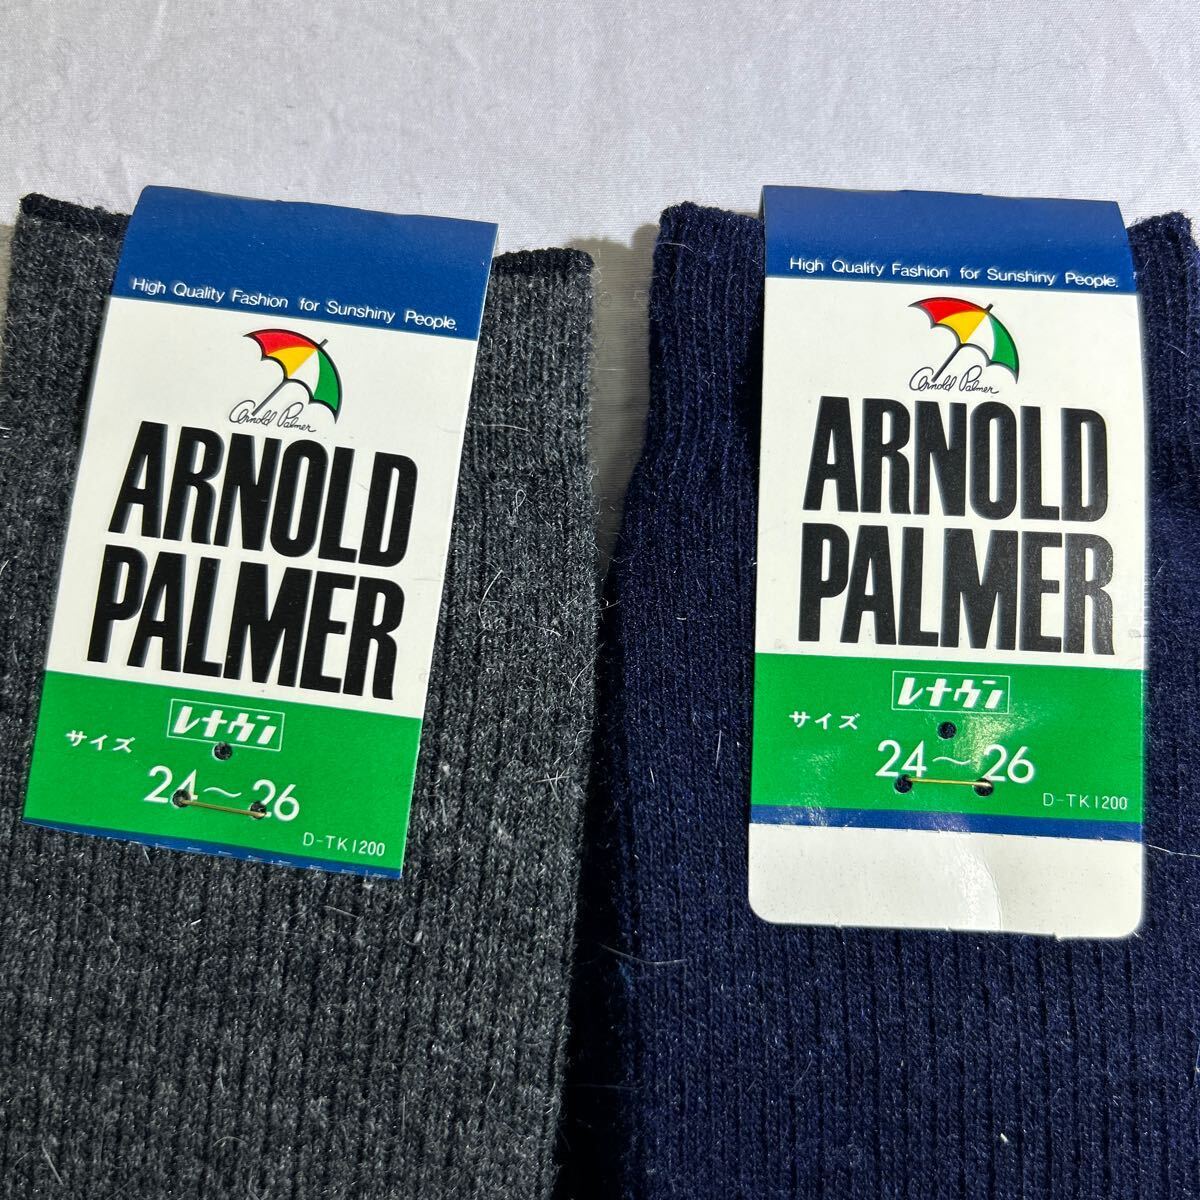 High Quality Fashion for Sunshiny People.
Arnold Palmer
ARNOLD
PALMER
レナウン
サイズ
24〜26
D-TK1200
High Quality Fashion for Sunshiny People.
Arnold Palmer
ARNOLD
PALMER
レナウン
サイズ
24〜26
D-TK1200